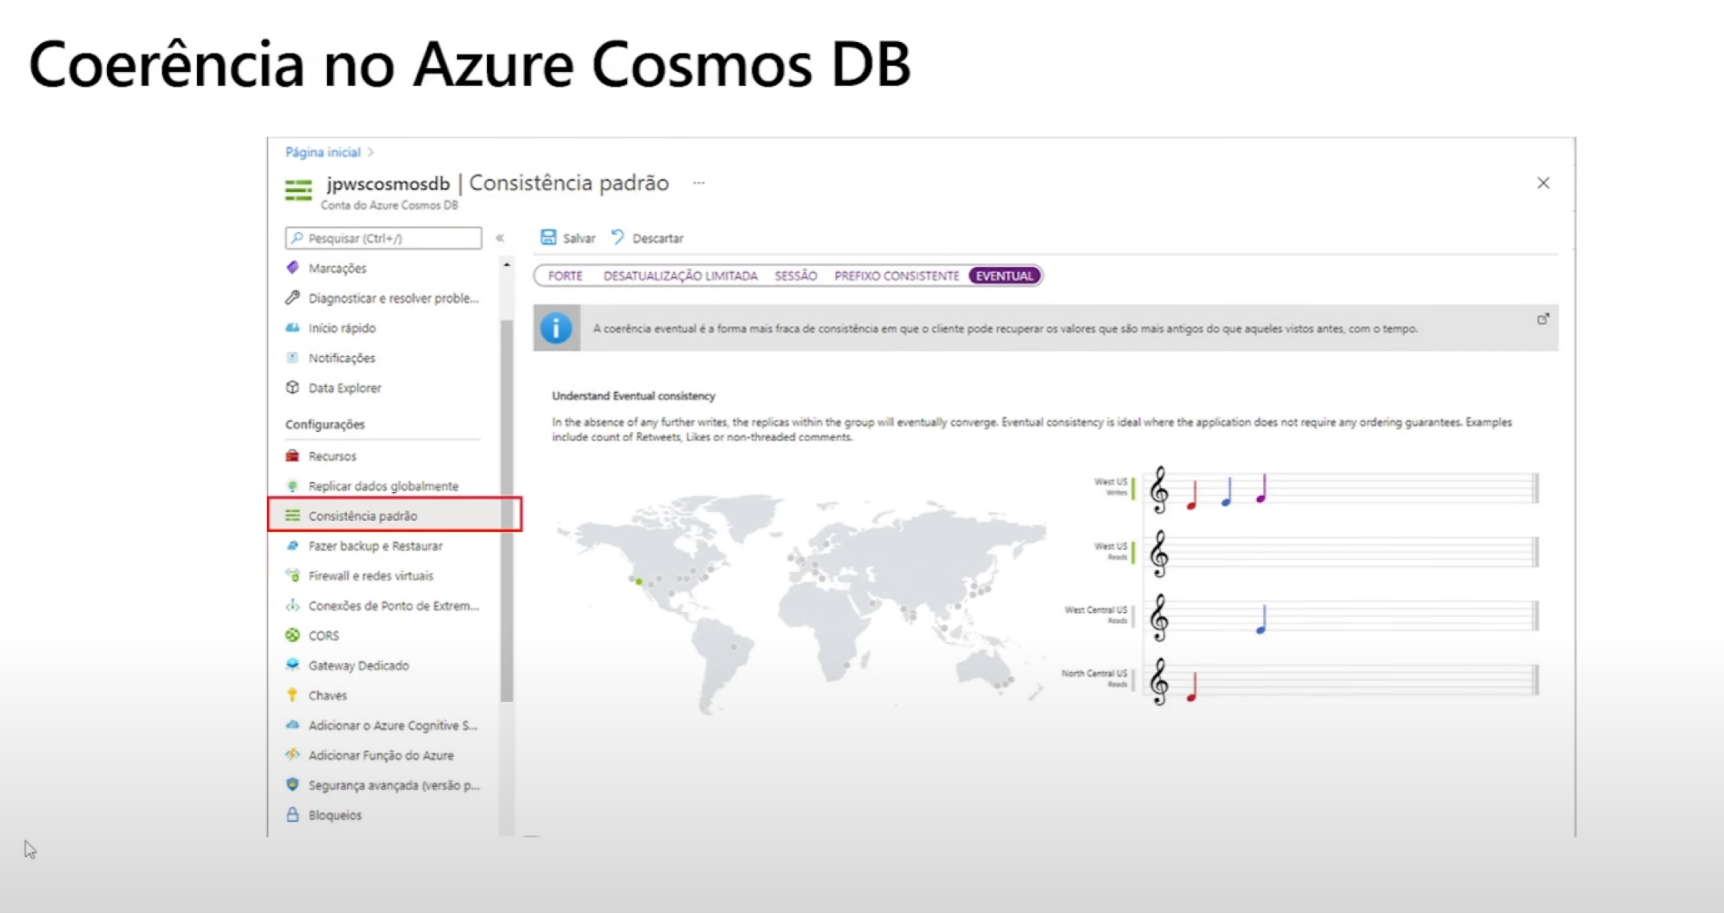 Coerência no Azure Cosmos DB
Página inicial >
jpwscosmosdb | Consistência padrão ...
Conta do Azure Cosmos DB
Pesquisar (Ctrl+/)
«
Marcações
Diagnosticar e resolver proble...
Início rápido
Notificações
Data Explorer
Configurações
Recursos
Replicar dados globalmente
Consistência padrão
Fazer backup e Restaurar
Firewall e redes virtuais
Conexões de Ponto de Extrem...
CORS
Gateway Dedicado
Chaves
Adicionar o Azure Cognitive S...
Adicionar Função do Azure
Segurança avançada (versão p...
Bloqueios
Salvar Descartar
FORTE DESATUALIZAÇÃO LIMITADA SESSÃO PREFIXO CONSISTENTE EVENTUAL
A coerência eventual é a forma mais fraca de consistência em que o cliente pode recuperar os valores que são mais antigos do que aqueles vistos antes, com o tempo.
Understand Eventual consistency
In the absence of any further writes, the replicas within the group will eventually converge. Eventual consistency is ideal where the application does not require any ordering guarantees. Examples
include count of Retweets, Likes or non-threaded comments.
West US
Writes
West US
Reads
West Central US
Reads
North Central US
Reads